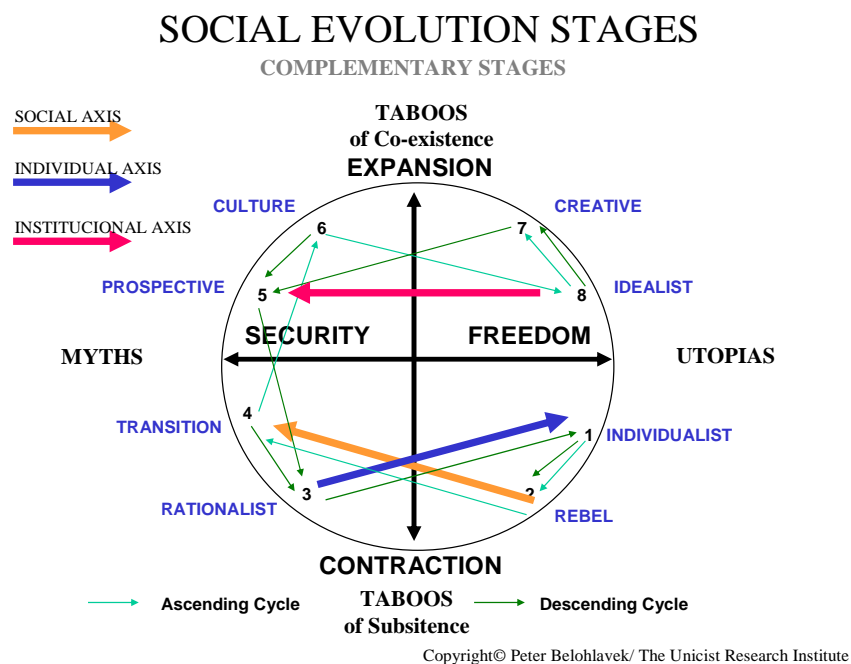 SOCIAL EVOLUTION STAGES
COMPLEMENTARY STAGES
SOCIAL AXIS
INDIVIDUAL AXIS
INSTITUCIONAL AXIS
TABOOS
of Co-existence
EXPANSION
CULTURE
6
7
CREATIVE
PROSPECTIVE
5
8
IDEALIST
MYTHS
SECURITY
FREEDOM
UTOPIAS
TRANSITION
4
1
INDIVIDUALIST
RATIONALIST
3
2
REBEL
CONTRACTION
Ascending Cycle
TABOOS
of Subsitence
Descending Cycle
Copyright© Peter Belohlavek/ The Unicist Research Institute